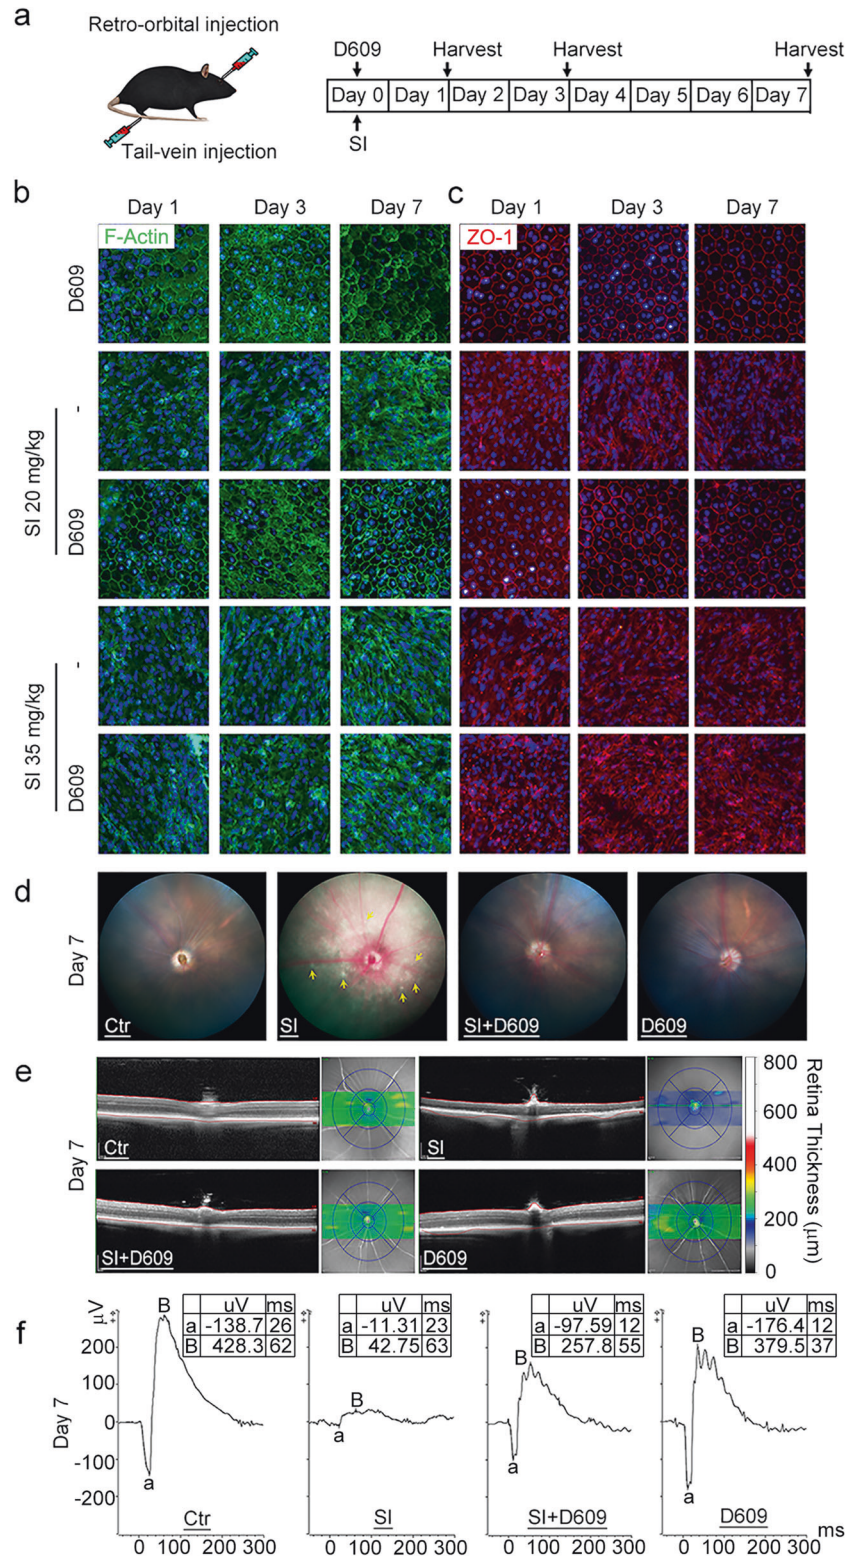 a
Retro-orbital injection
Tail-vein injection
D609 Harvest Harvest Harvest
Day 0 Day 1 Day 2 Day 3 Day 4 Day 5 Day 6 Day 7
SI
b
Day 1 Day 3 Day 7
F-Actin
c
Day 1 Day 3 Day 7
ZO-1
D609
SI 20 mg/kg
-
D609
SI 35 mg/kg
-
D609
d
Day 7
Ctr
SI
SI+D609
D609
e
Day 7
Ctr
SI
SI+D609
D609
800
600
400
200
0
Retina Thickness (μm)
f
Day 7
μV
200
100
0
-100
-200
B
a
uV ms
a -138.7 26
B 428.3 62
Ctr
0 100 200 300
B
a
uV ms
a -11.31 23
B 42.75 63
SI
0 100 200 300
B
a
uV ms
a -97.59 12
B 257.8 55
SI+D609
0 100 200 300
B
a
uV ms
a -176.4 12
B 379.5 37
D609
0 100 200 300
ms